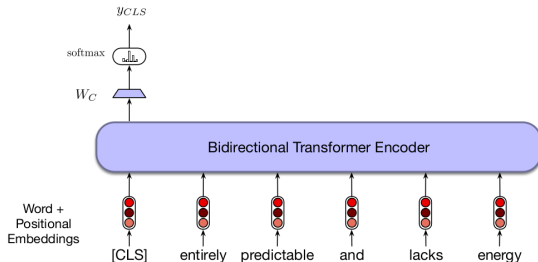 y_CLS
softmax
W_C
Bidirectional Transformer Encoder
Word +
Positional
Embeddings
[CLS] entirely predictable and lacks energy